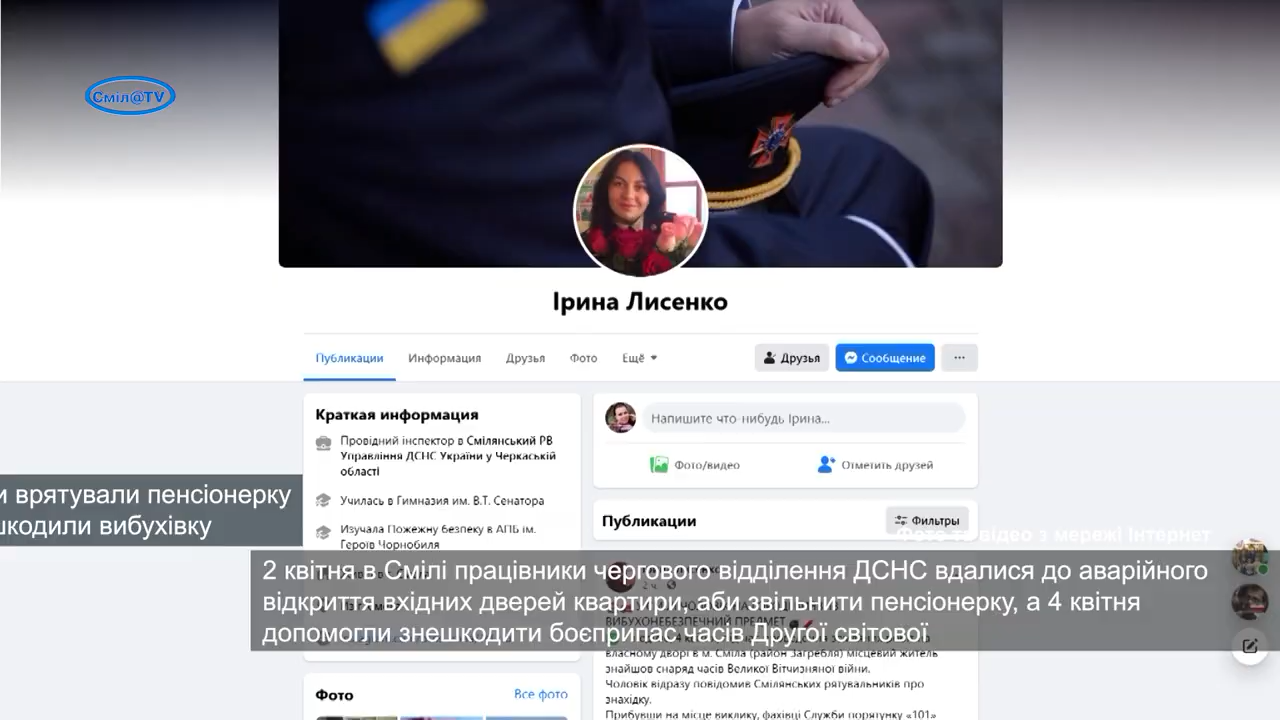 Сміл@TV
Ірина Лисенко
Публикации
Информация
Друзья
Фото
Ещё
Друзья
Сообщение
Краткая информация
Провідний інспектор в Смілянський РВ
Управління ДСНС України у Черкаській
області
Училась в Гимназия им. В.Т. Сенатора
Изучала Пожежну безпеку в АПБ ім.
Героїв Чорнобиля
Напишите что-нибудь Ірина...
Фото/видео
Отметить друзей
Публикации
Фильтры
и врятували пенсіонерку
шкодили вибухівку
Фото та відео з мережі Інтернет
2 квітня в Смілі працівники чергового відділення ДСНС вдалися до аварійного
відкриття вхідних дверей квартири, аби звільнити пенсіонерку, а 4 квітня
допомогли знешкодити боєприпас часів Другої світової
ВИБУХОНЕБЕЗПЕЧНИЙ ПРЕДМЕТ
власному дворі в м. Сміла (район Загребля) місцевий житель
знайшов снаряд часів Великої Вітчизняної війни.
Чоловік відразу повідомив Смілянських рятувальників про
знахідку.
Прибувши на місце виклику, фахівці Служби порятунку «101»
Фото
Все фото